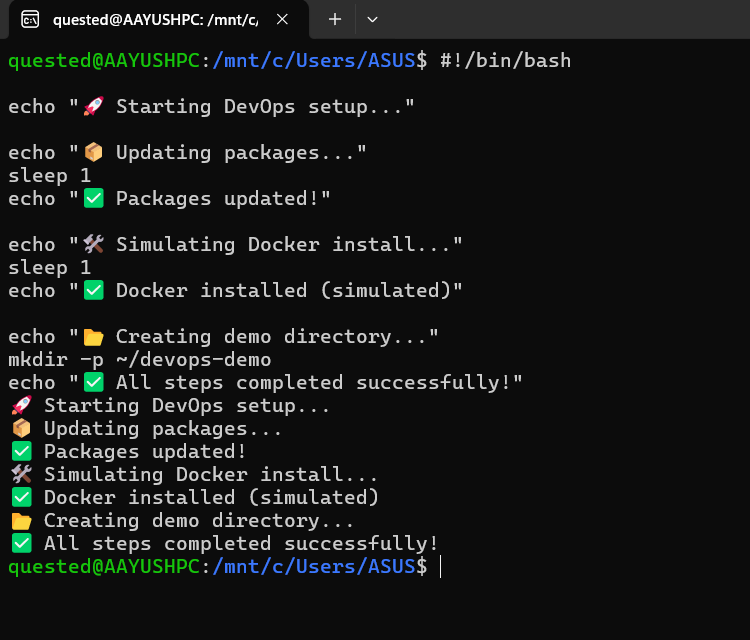 quested@AAYUSHPC: /mnt/c/
quested@AAYUSHPC:/mnt/c/Users/ASUS$ #!/bin/bash
echo "🚀 Starting DevOps setup..."
echo "📦 Updating packages..."
sleep 1
echo "✅ Packages updated!"
echo "🛠️ Simulating Docker install..."
sleep 1
echo "✅ Docker installed (simulated)"
echo "📂 Creating demo directory..."
mkdir -p ~/devops-demo
echo "✅ All steps completed successfully!"
🚀 Starting DevOps setup...
📦 Updating packages...
✅ Packages updated!
🛠️ Simulating Docker install...
✅ Docker installed (simulated)
📂 Creating demo directory...
✅ All steps completed successfully!
quested@AAYUSHPC:/mnt/c/Users/ASUS$